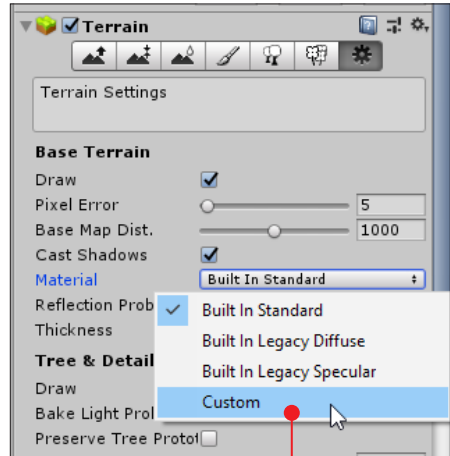 Terrain
Terrain Settings
Base Terrain
Draw
Pixel Error 5
Base Map Dist. 1000
Cast Shadows
Material Built In Standard
Reflection Prob
Built In Standard
Thickness
Built In Legacy Diffuse
Tree & Detail
Built In Legacy Specular
Draw
Custom
Bake Light Prol
Preserve Tree Protot